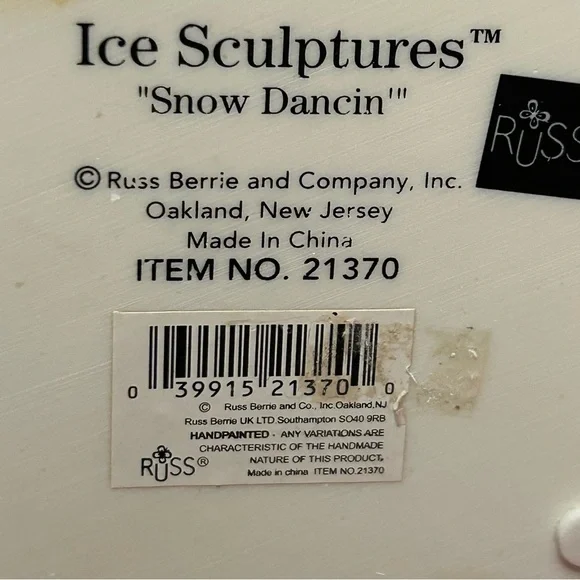 Ice Sculptures™
"Snow Dancin'"
RUSS
© Russ Berrie and Company, Inc.
Oakland, New Jersey
Made In China
ITEM NO. 21370
0 39915 21370 0
© Russ Berrie and Co., Inc. Oakland, NJ
Russ Berrie UK LTD. Southampton SO40 9RB
HANDPAINTED - ANY VARIATIONS ARE
CHARACTERISTIC OF THE HANDMADE
NATURE OF THIS PRODUCT.
RUSS®
Made in china ITEM NO.21370